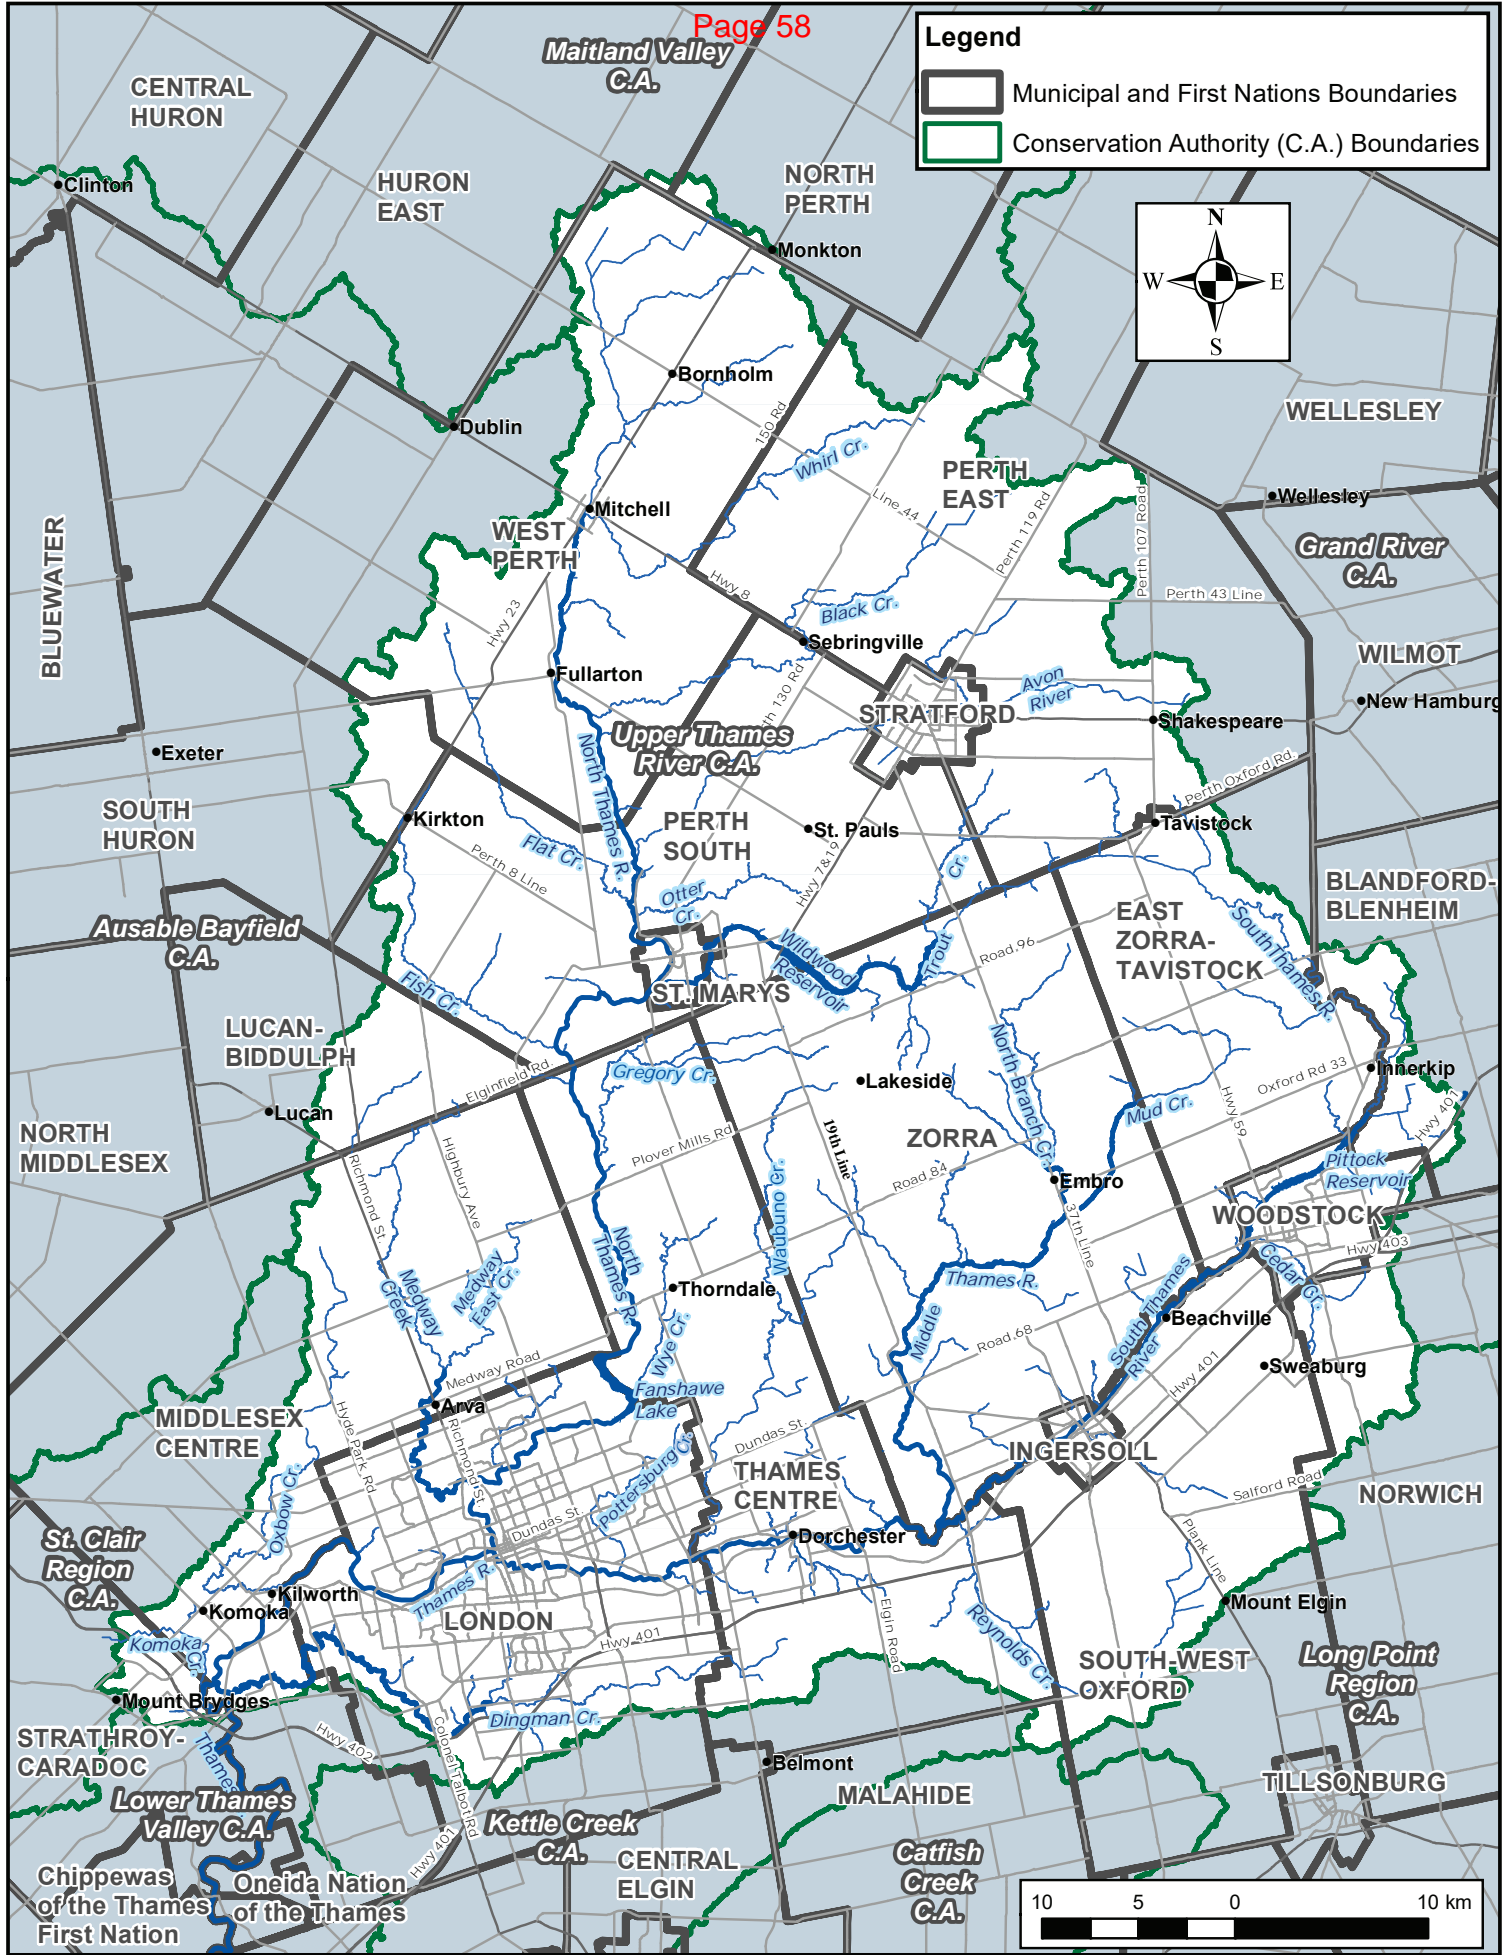 Page 58
Legend
Municipal and First Nations Boundaries
Conservation Authority (C.A.) Boundaries
Maitland Valley
C.A.
CENTRAL
HURON
Clinton
HURON
EAST
NORTH
PERTH
Monkton
N
W
E
S
Bornholm
Dublin
150 Rd
Whirl Cr.
WELLESLEY
PERTH
EAST
Line 44
Perth 119 Rd
Perth 107 Road
Wellesley
Mitchell
WEST
PERTH
Grand River
C.A.
BLUEWATER
Hwy 23
Hwy 8
Black Cr.
Perth 43 Line
Sebringville
WILMOT
Fullarton
Avon
River
New Hamburg
th 130 Rd
STRATFORD
Shakespeare
Upper Thames
River C.A.
Exeter
North Thames R.
Perth Oxford Rd.
SOUTH
HURON
Kirkton
PERTH
SOUTH
St. Pauls
Tavistock
Flat Cr.
Perth 8 Line
Hwy 7&19
Trout
Cr.
Otter
Cr.
BLANDFORD-
BLENHEIM
EAST
ZORRA-
TAVISTOCK
South Thames R.
Ausable Bayfield
C.A.
Wildwood
Reservoir
Road 96
Fish Cr.
ST. MARYS
LUCAN-
BIDDULPH
North Branch Cr.
Elginfield Rd.
Gregory Cr.
Lakeside
Oxford Rd 33
Innerkip
Lucan
Hwy 59
Hwy 401
NORTH
MIDDLESEX
Mud Cr.
19th Line
ZORRA
Plover Mills Rd
Highbury Ave
Richmond St.
Road 84
Embro
Pittock
Reservoir
Waubuno Cr.
WOODSTOCK
37th Line
Hwy 403
North
Thames R.
Medway
Creek
Medway
East Cr.
Cedar Cr.
Thorndale
Thames R.
Middle
South Thames
River
Beachville
Wye Cr.
Road 68
Sweaburg
Hwy 401
Medway Road
Fanshawe
Lake
Arva
MIDDLESEX
CENTRE
Hyde Park Rd
Richmond St.
Dundas St.
INGERSOLL
Pottersburg Cr.
THAMES
CENTRE
Salford Road
NORWICH
Oxbow Cr.
Dundas St.
Plank Line
Dorchester
St. Clair
Region
C.A.
Kilworth
Komoka
Thames R.
LONDON
Mount Elgin
Reynolds Cr.
Elgin Road
Komoka
Cr.
Hwy 401
SOUTH-WEST
OXFORD
Long Point
Region
C.A.
Mount Brydges
Dingman Cr.
STRATHROY-
CARADOC
Thames
Hwy 402
Colonel Talbot Rd
Belmont
TILLSONBURG
MALAHIDE
Lower Thames
Valley C.A.
Kettle Creek
C.A.
Hwy 401
CENTRAL
ELGIN
Catfish
Creek
C.A.
Chippewas
of the Thames
First Nation
Oneida Nation
of the Thames
10 5 0 10 km